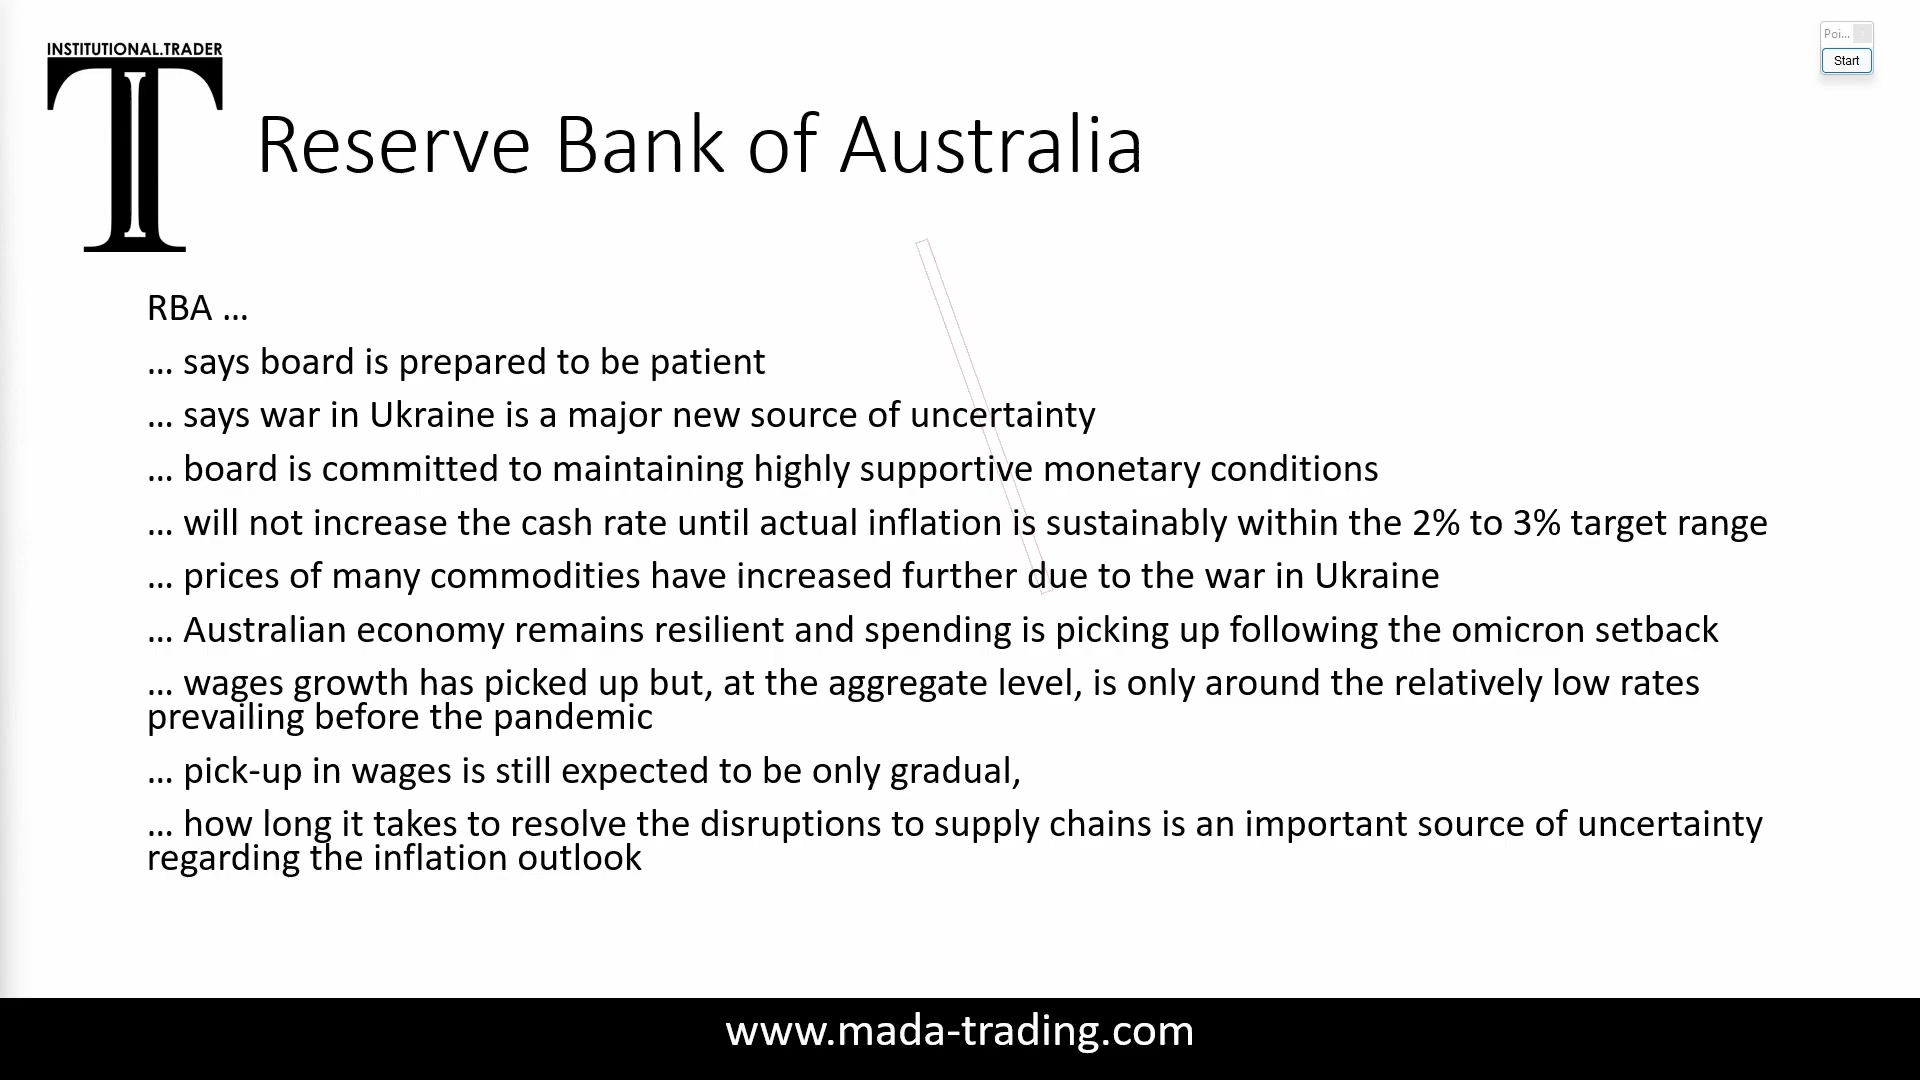 INSTITUTIONAL.TRADER
Poi...
Start
Reserve Bank of Australia
RBA ...
... says board is prepared to be patient
... says war in Ukraine is a major new source of uncertainty
... board is committed to maintaining highly supportive monetary conditions
... will not increase the cash rate until actual inflation is sustainably within the 2% to 3% target range
... prices of many commodities have increased further due to the war in Ukraine
... Australian economy remains resilient and spending is picking up following the omicron setback
... wages growth has picked up but, at the aggregate level, is only around the relatively low rates
prevailing before the pandemic
... pick-up in wages is still expected to be only gradual,
... how long it takes to resolve the disruptions to supply chains is an important source of uncertainty
regarding the inflation outlook
www.mada-trading.com